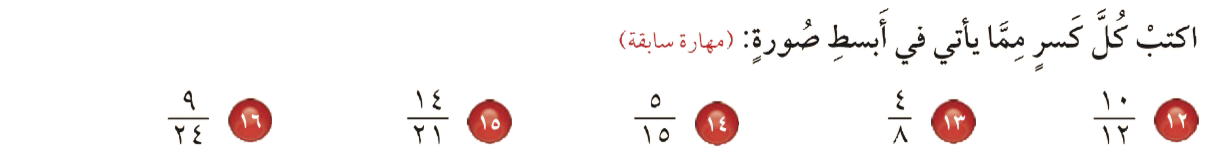 اكتبْ كُلَّ كَسرٍ مِمَّا يأتي في أَبسطِ صُورةٍ: (مهارة سابقة)
١٢ ١٠/١٢ ١٣ ٤/٨ ١٤ ٥/١٥ ١٥ ١٤/٢١ ١٦ ٩/٢٤